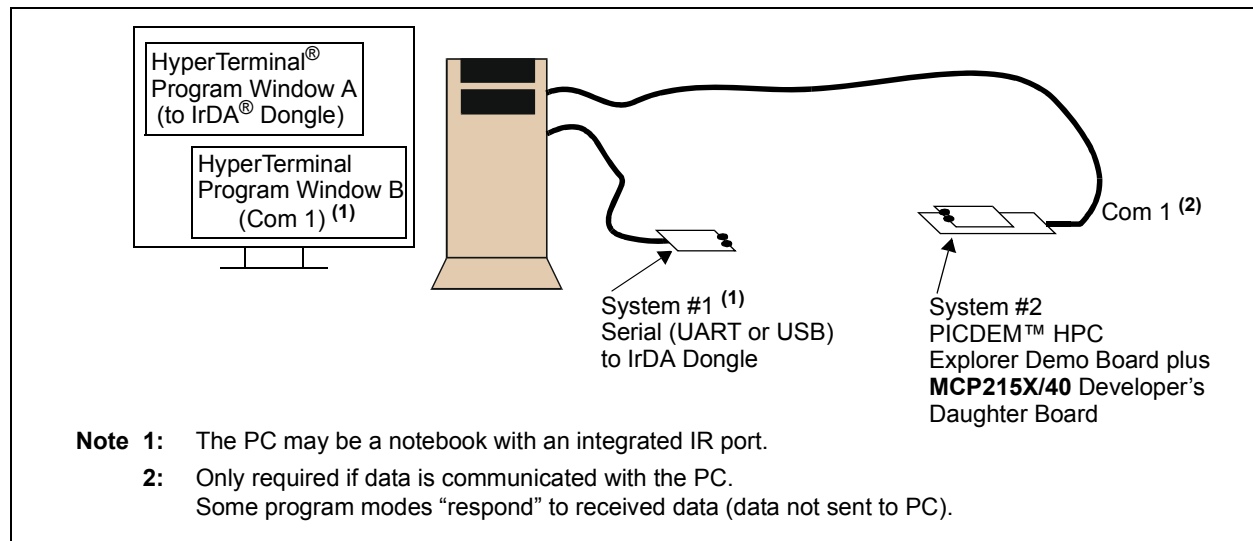 HyperTerminal®
Program Window A
(to IrDA® Dongle)
HyperTerminal
Program Window B
(Com 1) (1)
Com 1 (2)
System #1 (1)
Serial (UART or USB)
to IrDA Dongle
System #2
PICDEM™ HPC
Explorer Demo Board plus
MCP215X/40 Developer’s
Daughter Board
Note 1: The PC may be a notebook with an integrated IR port.
2: Only required if data is communicated with the PC.
Some program modes “respond” to received data (data not sent to PC).